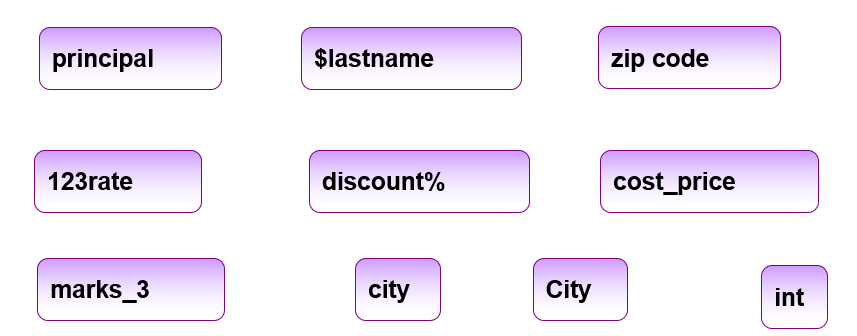 principal
$lastname
zip code
123rate
discount%
cost_price
marks_3
city
City
int